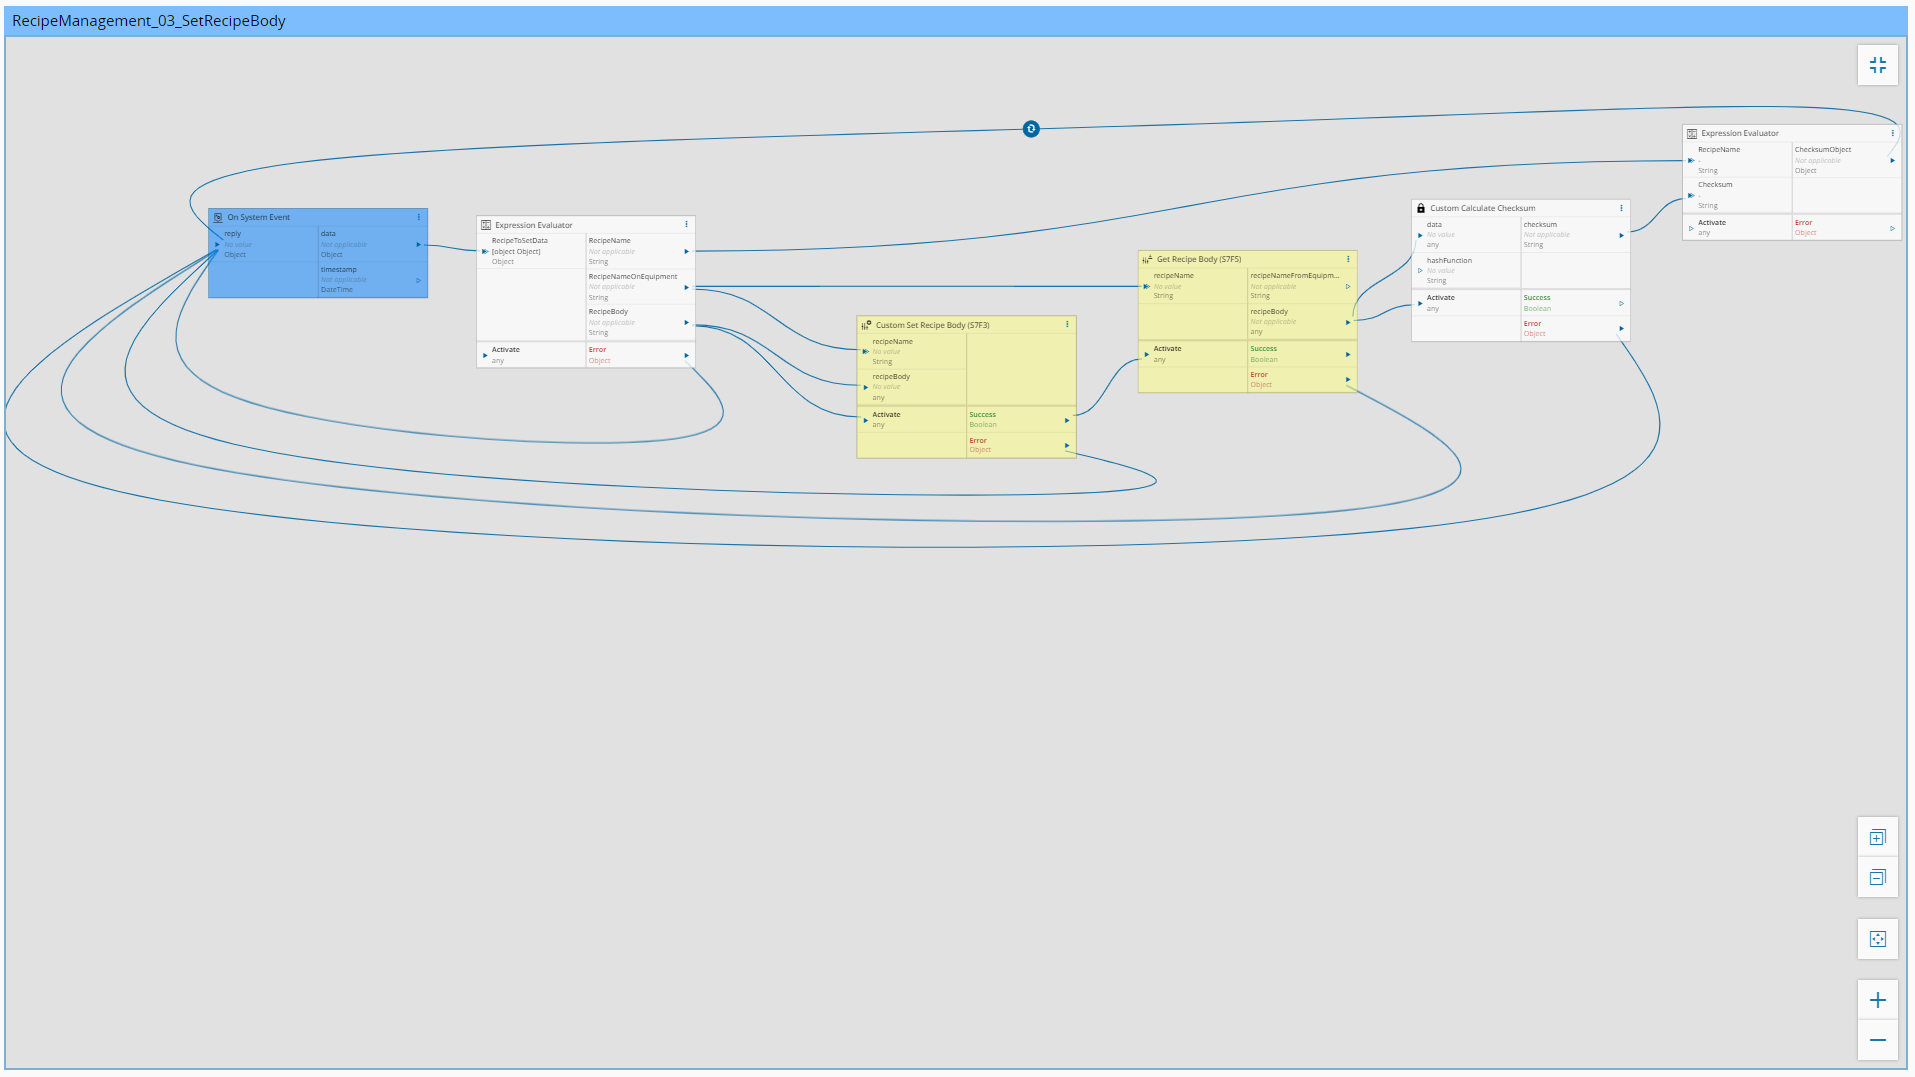 RecipeManagement_03_SetRecipeBody
On System Event
reply
No value
Object
data
Not applicable
Object
timestamp
Not applicable
DateTime
Expression Evaluator
RecipeToSetData
[object Object]
Object
RecipeName
Not applicable
String
RecipeNameOnEquipment
Not applicable
String
RecipeBody
Not applicable
String
Activate
any
Error
Object
Custom Set Recipe Body (S7F3)
recipeName
No value
String
recipeBody
No value
any
Activate
any
Success
Boolean
Error
Object
Get Recipe Body (S7F5)
recipeName
No value
String
recipeNameFromEquipm...
Not applicable
String
recipeBody
Not applicable
any
Activate
any
Success
Boolean
Error
Object
Custom Calculate Checksum
data
No value
any
checksum
Not applicable
String
hashFunction
No value
String
Activate
any
Success
Boolean
Error
Object
Expression Evaluator
RecipeName
-
String
ChecksumObject
Not applicable
Object
Checksum
-
String
Activate
any
Error
Object